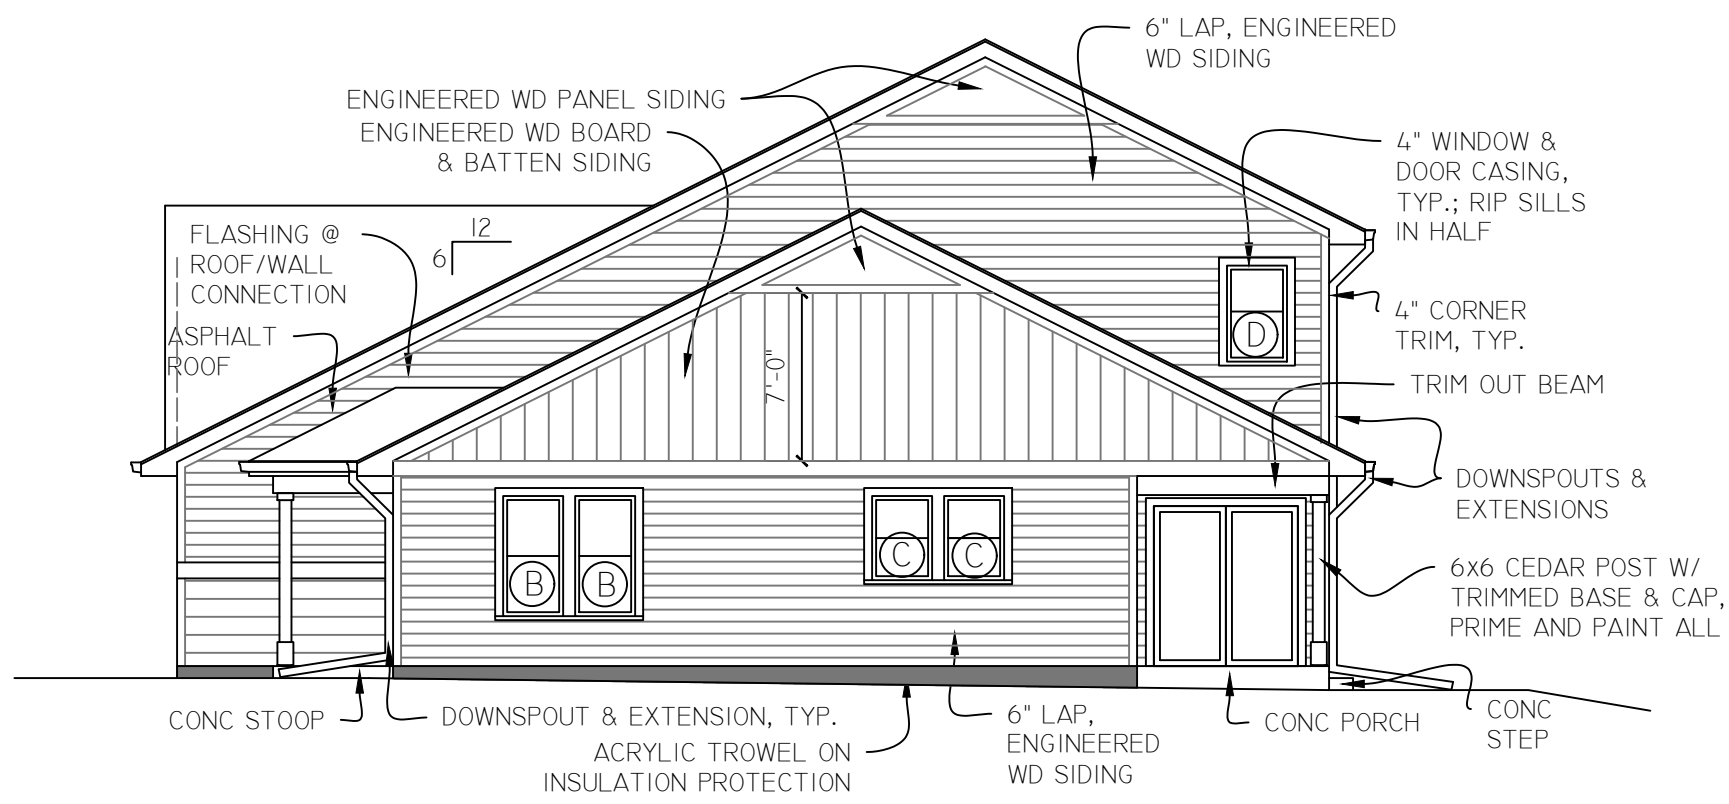 6" LAP, ENGINEERED
WD SIDING
ENGINEERED WD PANEL SIDING
ENGINEERED WD BOARD
& BATTEN SIDING
4" WINDOW &
DOOR CASING,
TYP.; RIP SILLS
IN HALF
FLASHING @
ROOF/WALL
CONNECTION
12
6
4" CORNER
TRIM, TYP.
D
ASPHALT
ROOF
7'-0"
TRIM OUT BEAM
DOWNSPOUTS &
EXTENSIONS
B
B
C
C
6x6 CEDAR POST W/
TRIMMED BASE & CAP,
PRIME AND PAINT ALL
CONC STOOP
DOWNSPOUT & EXTENSION, TYP.
ACRYLIC TROWEL ON
INSULATION PROTECTION
6" LAP,
ENGINEERED
WD SIDING
CONC PORCH
CONC
STEP